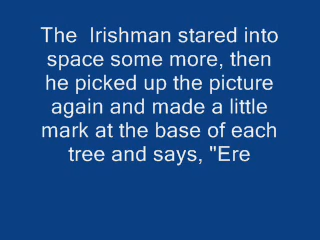 The  Irishman stared into
space some more, then
he picked up the picture
again and made a little
mark at the base of each
tree and says, "Ere